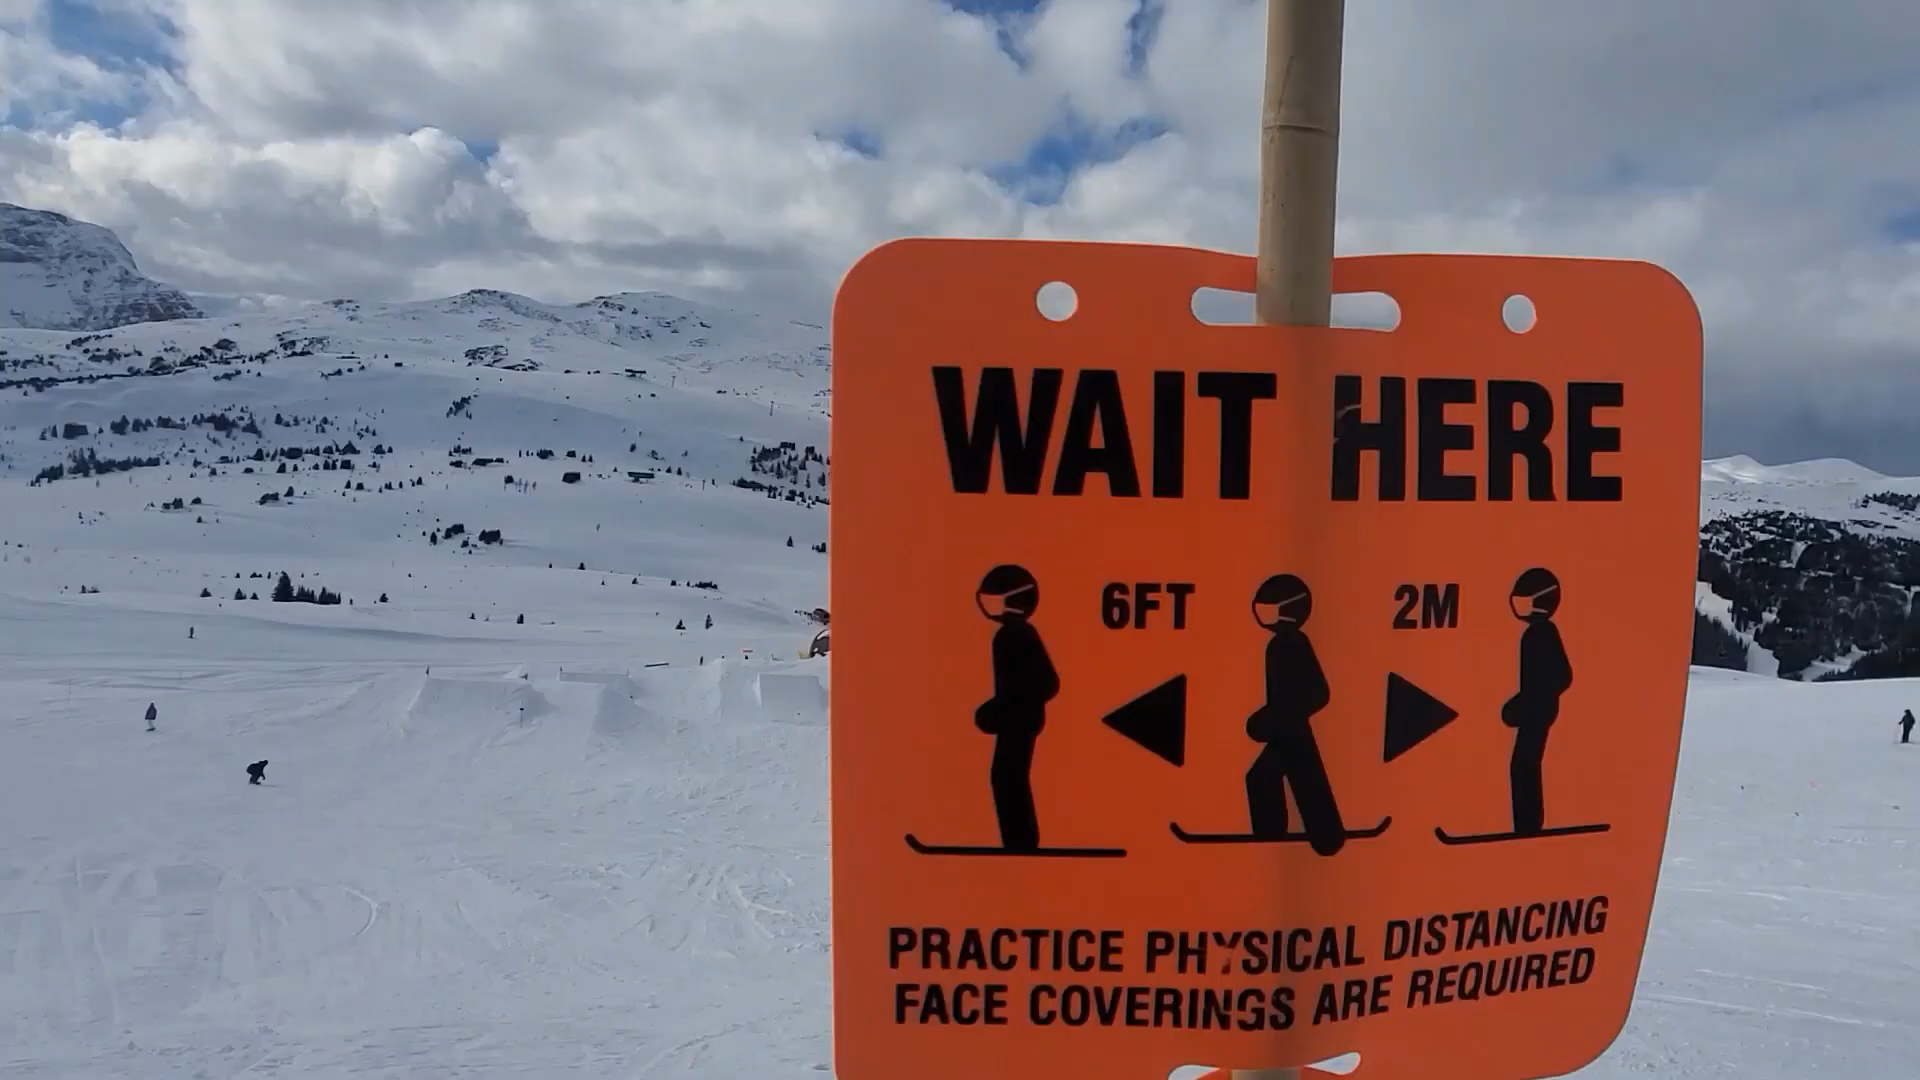 WAIT HERE
6FT 2M
PRACTICE PHYSICAL DISTANCING
FACE COVERINGS ARE REQUIRED